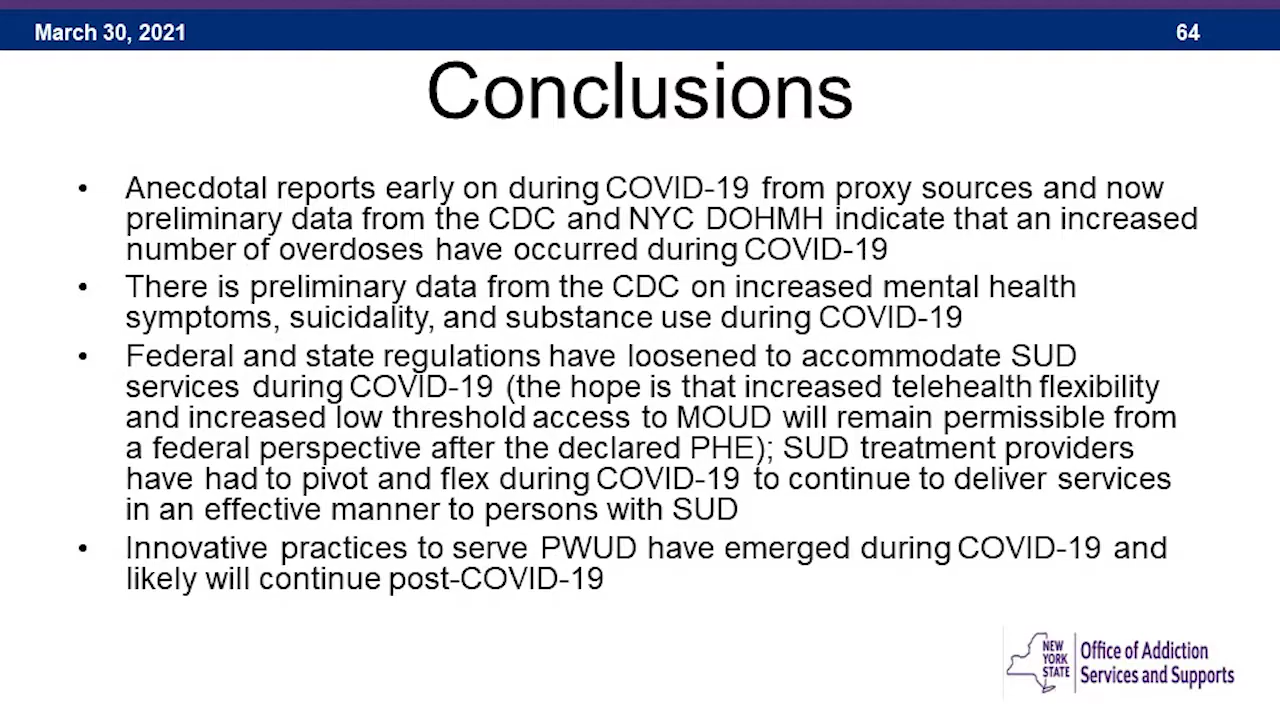 March 30, 2021
64
Conclusions
• Anecdotal reports early on during COVID-19 from proxy sources and now
preliminary data from the CDC and NYC DOHMH indicate that an increased
number of overdoses have occurred during COVID-19
• There is preliminary data from the CDC on increased mental health
symptoms, suicidality, and substance use during COVID-19
• Federal and state regulations have loosened to accommodate SUD
services during COVID-19 (the hope is that increased telehealth flexibility
and increased low threshold access to MOUD will remain permissible from
a federal perspective after the declared PHE); SUD treatment providers
have had to pivot and flex during COVID-19 to continue to deliver services
in an effective manner to persons with SUD
• Innovative practices to serve PWUD have emerged during COVID-19 and
likely will continue post-COVID-19
NEW
YORK
STATE
Office of Addiction
Services and Supports